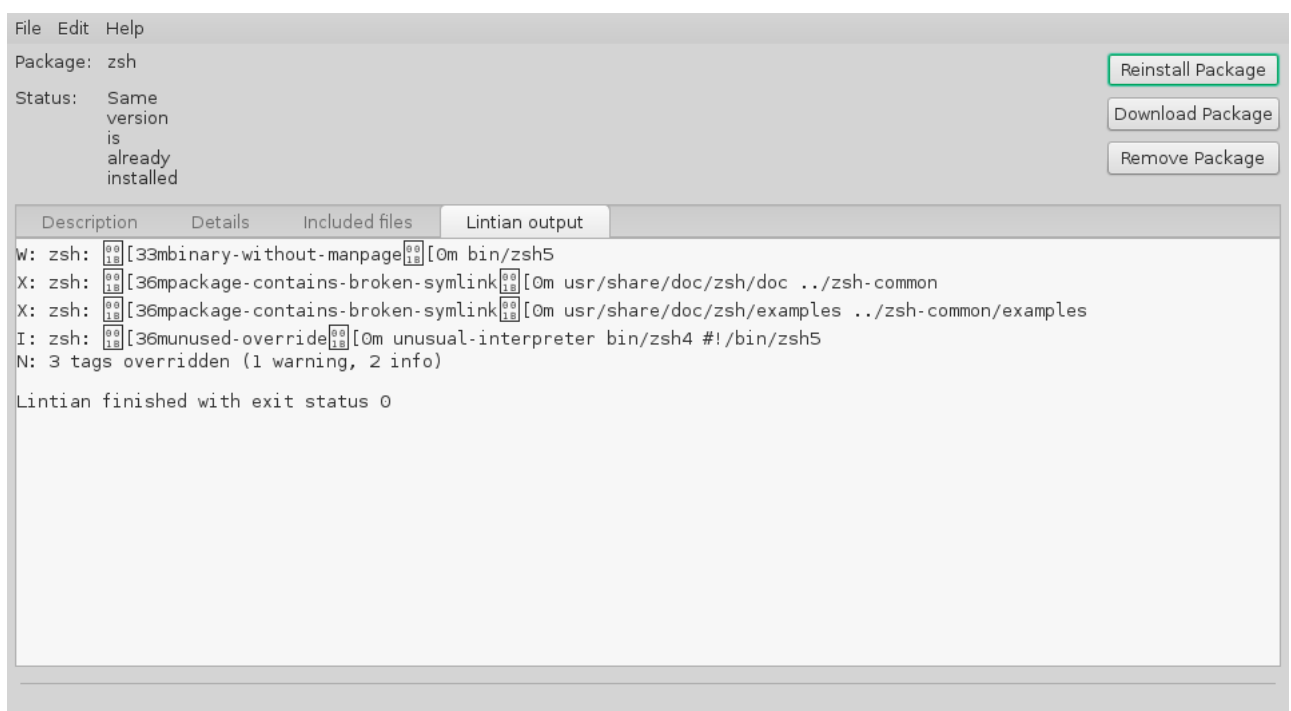 File Edit Help
Package: zsh
Reinstall Package
Status: Same
version
is
already
installed
Download Package
Remove Package
Description Details Included files Lintian output
W: zsh: [33mbinary-without-manpage[0m bin/zsh5
X: zsh: [36mpackage-contains-broken-symlink[0m usr/share/doc/zsh/doc ../zsh-common
X: zsh: [36mpackage-contains-broken-symlink[0m usr/share/doc/zsh/examples ../zsh-common/examples
I: zsh: [36munused-override[0m unusual-interpreter bin/zsh4 #!/bin/zsh5
N: 3 tags overridden (1 warning, 2 info)
Lintian finished with exit status 0